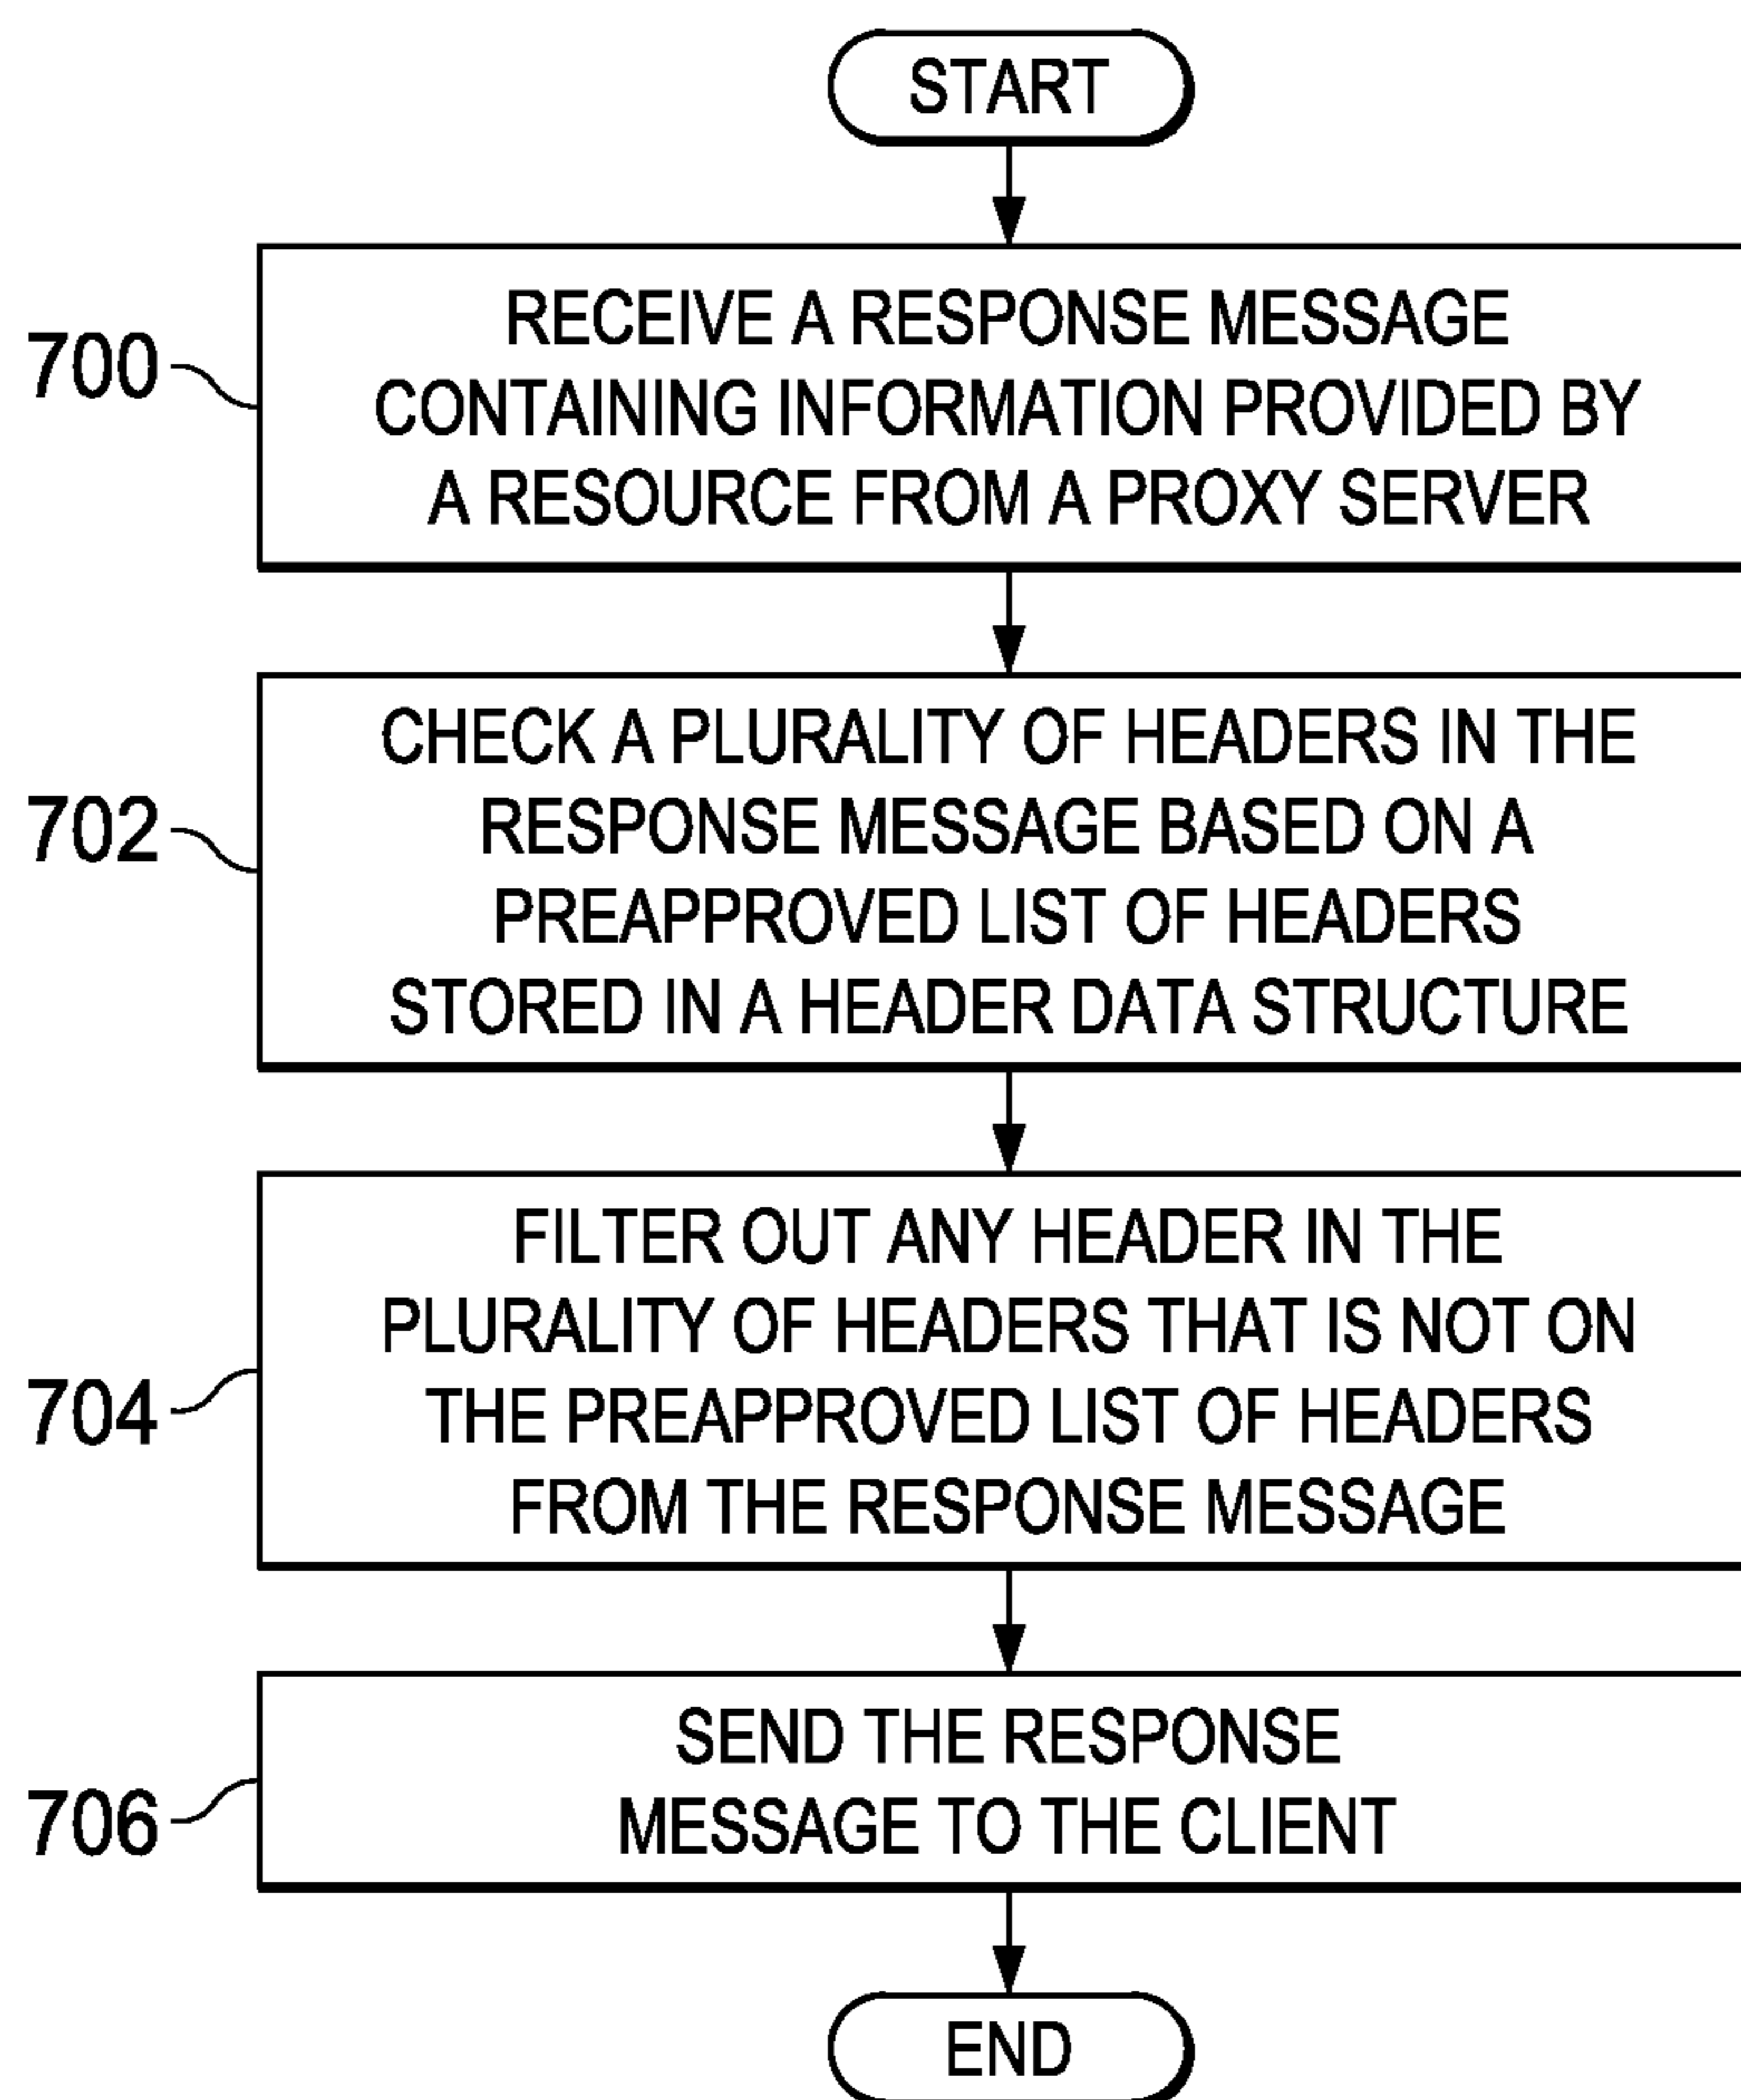 START
700
RECEIVE A RESPONSE MESSAGE
CONTAINING INFORMATION PROVIDED BY
A RESOURCE FROM A PROXY SERVER
702
CHECK A PLURALITY OF HEADERS IN THE
RESPONSE MESSAGE BASED ON A
PREAPPROVED LIST OF HEADERS
STORED IN A HEADER DATA STRUCTURE
704
FILTER OUT ANY HEADER IN THE
PLURALITY OF HEADERS THAT IS NOT ON
THE PREAPPROVED LIST OF HEADERS
FROM THE RESPONSE MESSAGE
706
SEND THE RESPONSE
MESSAGE TO THE CLIENT
END